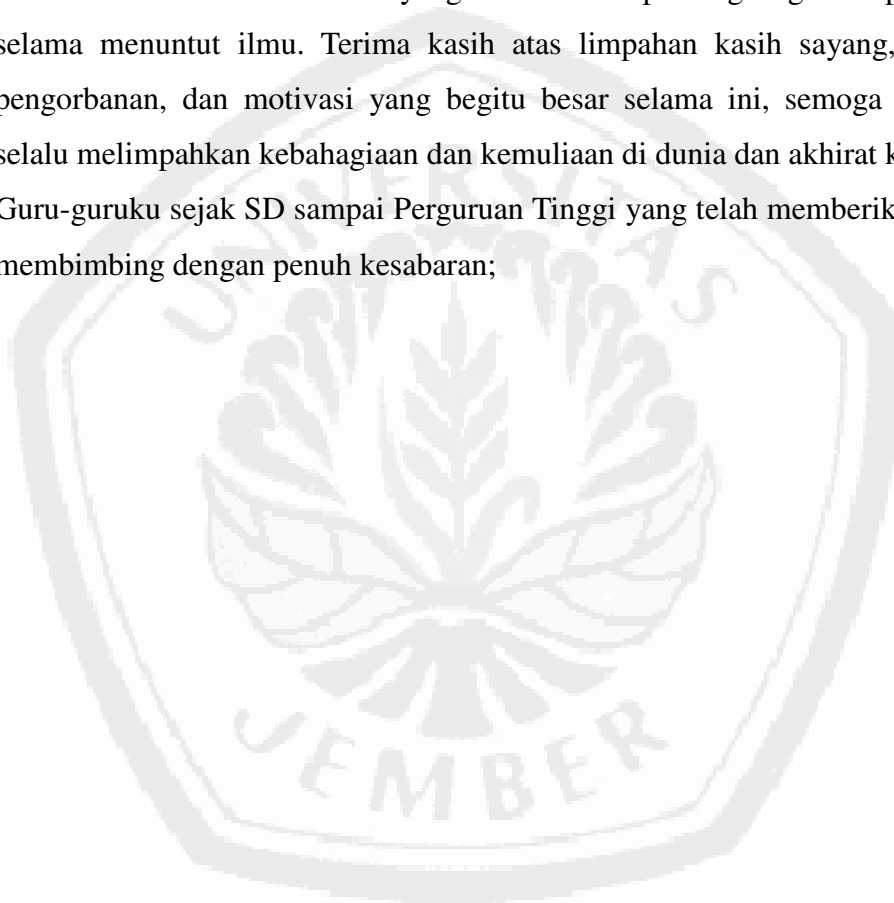 selama menuntut ilmu. Terima kasih atas limpahan kasih sayang,
pengorbanan, dan motivasi yang begitu besar selama ini, semoga
selalu melimpahkan kebahagiaan dan kemuliaan di dunia dan akhirat
Guru-guruku sejak SD sampai Perguruan Tinggi yang telah
membimbing dengan penuh kesabaran;
UNIVERSITAS
JEMBER